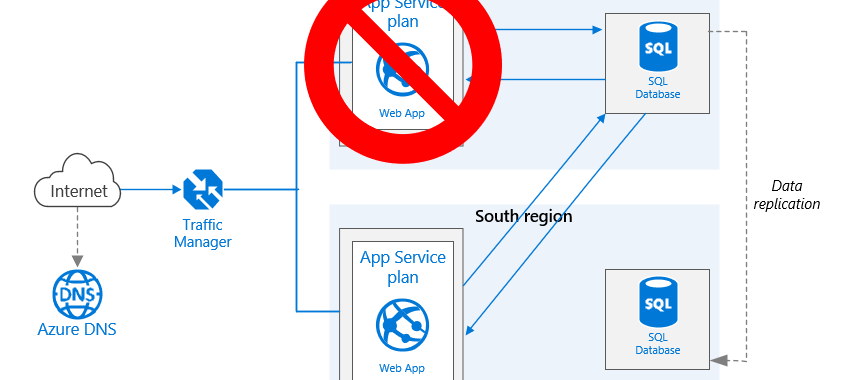 App Service
plan
Web App
SQL
SQL
Database
Internet
Traffic
Manager
DNS
Azure DNS
Data
replication
South region
App Service
plan
Web App
SQL
SQL
Database